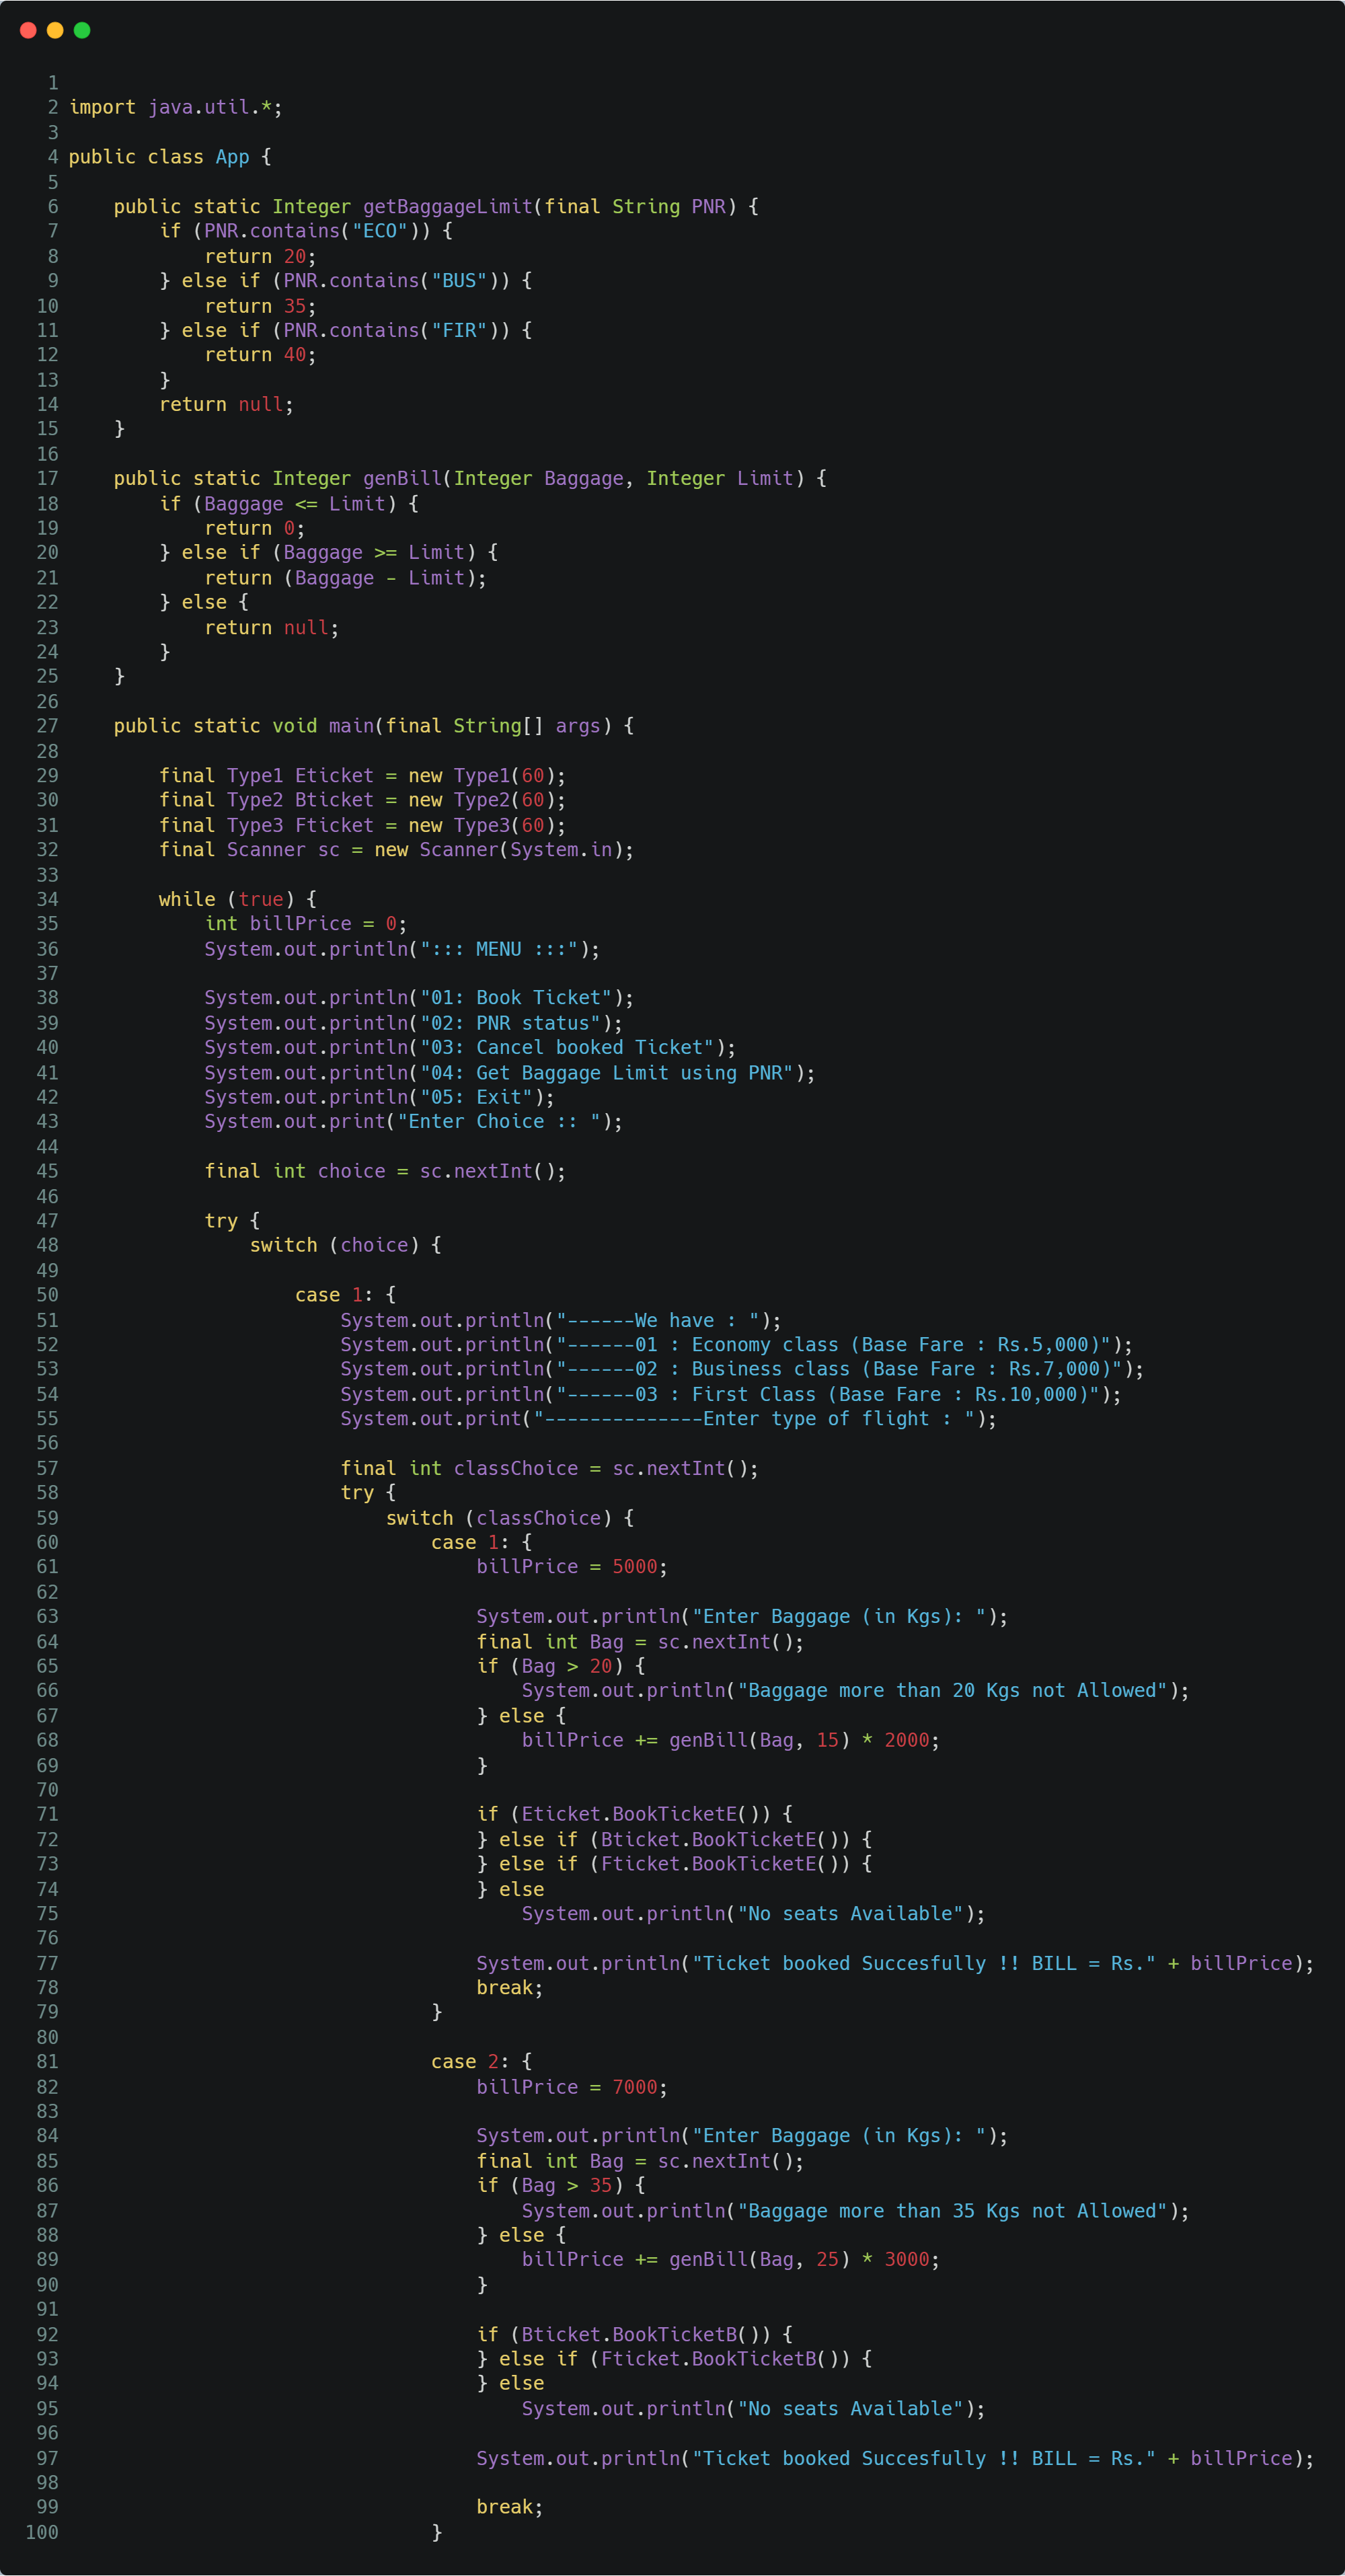 1
2 import java.util.*;
3
4 public class App {
5
6     public static Integer getBaggageLimit(final String PNR) {
7         if (PNR.contains("ECO")) {
8             return 20;
9         } else if (PNR.contains("BUS")) {
10             return 35;
11         } else if (PNR.contains("FIR")) {
12             return 40;
13         }
14         return null;
15     }
16
17     public static Integer genBill(Integer Baggage, Integer Limit) {
18         if (Baggage <= Limit) {
19             return 0;
20         } else if (Baggage >= Limit) {
21             return (Baggage - Limit);
22         } else {
23             return null;
24         }
25     }
26
27     public static void main(final String[] args) {
28
29         final Type1 Eticket = new Type1(60);
30         final Type2 Bticket = new Type2(60);
31         final Type3 Fticket = new Type3(60);
32         final Scanner sc = new Scanner(System.in);
33
34         while (true) {
35             int billPrice = 0;
36             System.out.println("::: MENU :::");
37
38             System.out.println("01: Book Ticket");
39             System.out.println("02: PNR status");
40             System.out.println("03: Cancel booked Ticket");
41             System.out.println("04: Get Baggage Limit using PNR");
42             System.out.println("05: Exit");
43             System.out.print("Enter Choice :: ");
44
45             final int choice = sc.nextInt();
46
47             try {
48                 switch (choice) {
49
50                     case 1: {
51                         System.out.println("------We have : ");
52                         System.out.println("------01 : Economy class (Base Fare : Rs.5,000)");
53                         System.out.println("------02 : Business class (Base Fare : Rs.7,000)");
54                         System.out.println("------03 : First Class (Base Fare : Rs.10,000)");
55                         System.out.print("--------------Enter type of flight : ");
56
57                         final int classChoice = sc.nextInt();
58                         try {
59                             switch (classChoice) {
60                                 case 1: {
61                                     billPrice = 5000;
62
63                                     System.out.println("Enter Baggage (in Kgs): ");
64                                     final int Bag = sc.nextInt();
65                                     if (Bag > 20) {
66                                         System.out.println("Baggage more than 20 Kgs not Allowed");
67                                     } else {
68                                         billPrice += genBill(Bag, 15) * 2000;
69                                     }
70
71                                     if (Eticket.BookTicketE()) {
72                                     } else if (Bticket.BookTicketE()) {
73                                     } else if (Fticket.BookTicketE()) {
74                                     } else
75                                         System.out.println("No seats Available");
76
77                                     System.out.println("Ticket booked Succesfully !! BILL = Rs." + billPrice);
78                                     break;
79                                 }
80
81                                 case 2: {
82                                     billPrice = 7000;
83
84                                     System.out.println("Enter Baggage (in Kgs): ");
85                                     final int Bag = sc.nextInt();
86                                     if (Bag > 35) {
87                                         System.out.println("Baggage more than 35 Kgs not Allowed");
88                                     } else {
89                                         billPrice += genBill(Bag, 25) * 3000;
90                                     }
91
92                                     if (Bticket.BookTicketB()) {
93                                     } else if (Fticket.BookTicketB()) {
94                                     } else
95                                         System.out.println("No seats Available");
96
97                                     System.out.println("Ticket booked Succesfully !! BILL = Rs." + billPrice);
98
99                                     break;
100                                 }